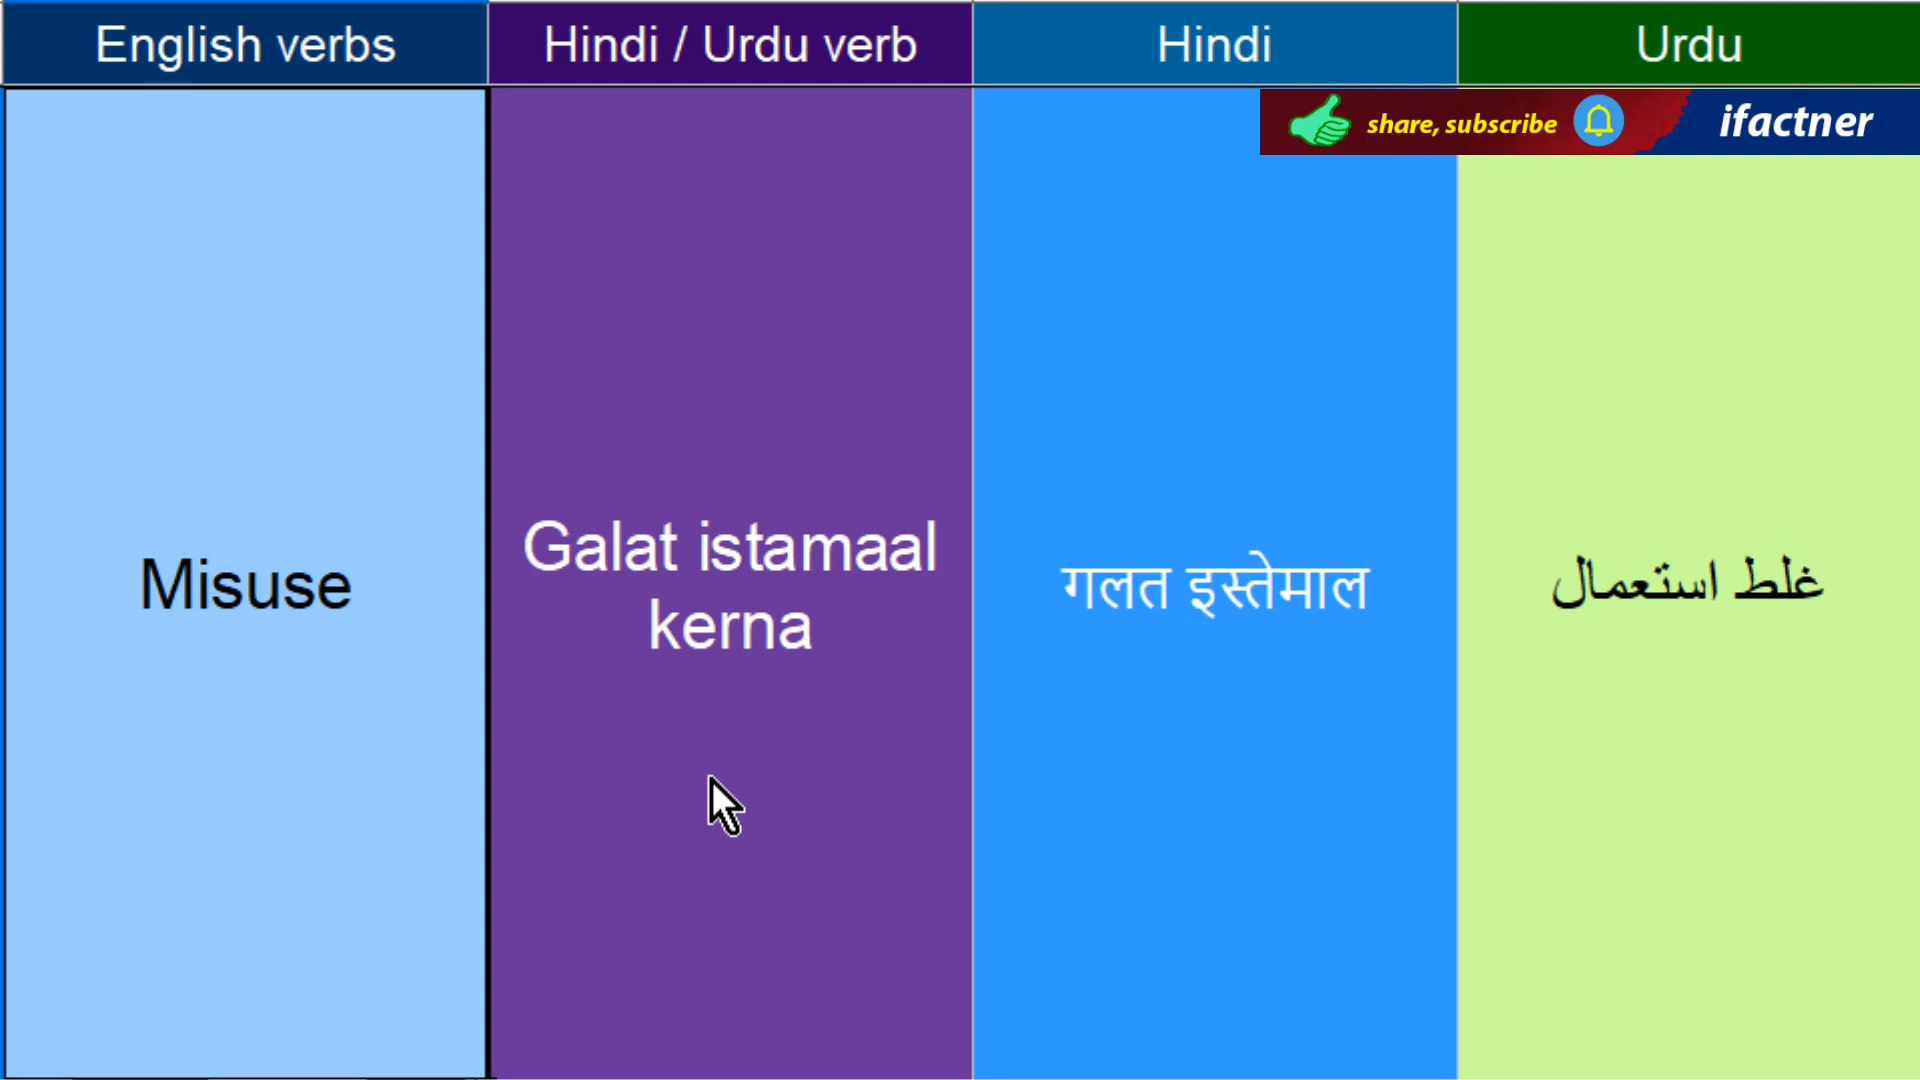 English verbs
Hindi / Urdu verb
Hindi
Urdu
share, subscribe
ifactner
Misuse
Galat istamaal
kerna
गलत इस्तेमाल
غلط استعمال